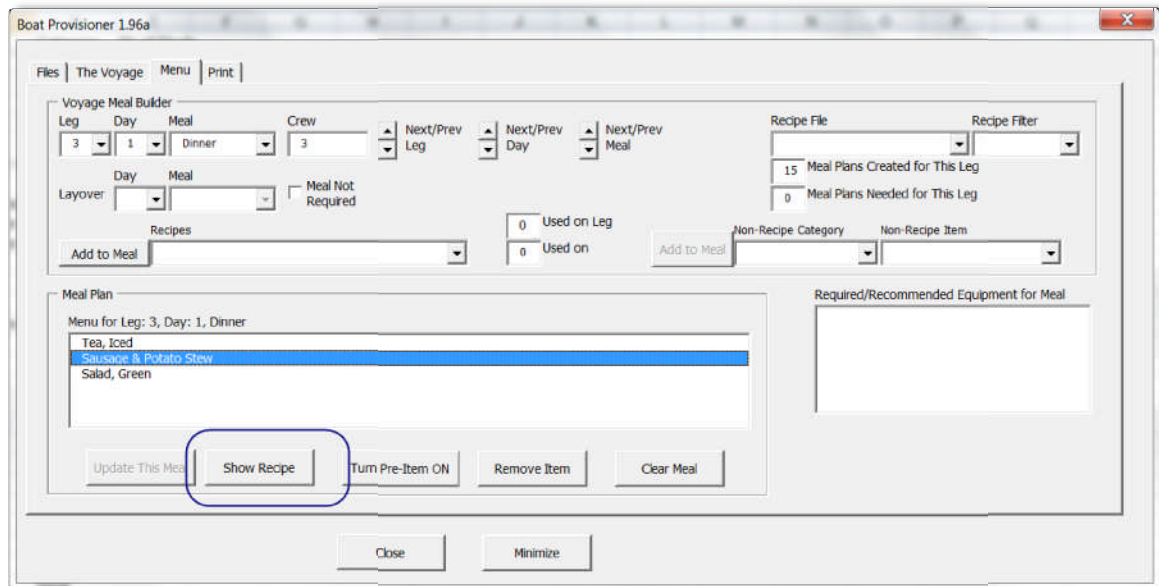 Boat Provisioner 1.96a
Files The Voyage Menu Print
Voyage Meal Builder
Leg Day Meal Crew Recipe File Recipe Filter
3 1 Dinner 3 Next/Prev Leg Next/Prev Day Next/Prev Meal
15 Meal Plans Created for This Leg
0 Meal Plans Needed for This Leg
Day Meal
Layover Meal Not Required
0 Used on Leg
Recipes Non-Recipe Category Non-Recipe Item
Add to Meal 0 Used on Add to Meal
Meal Plan Required/Recommended Equipment for Meal
Menu for Leg: 3, Day: 1, Dinner
Tea, Iced
Sausage & Potato Stew
Salad, Green
Update This Mea Show Recipe Turn Pre-Item ON Remove Item Clear Meal
Close Minimize